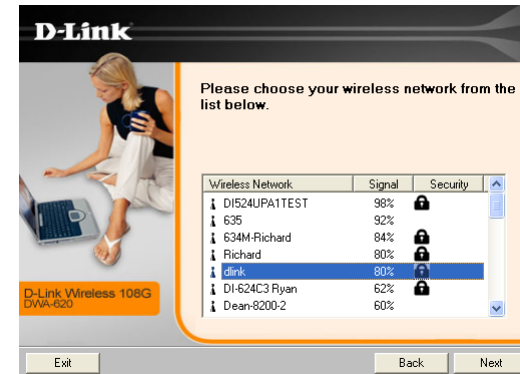 D-Link
Please choose your wireless network from the
list below.
Wireless Network Signal Security
DI524UPA1TEST 98%
635 92%
634M-Richard 84%
Richard 80%
dlink 80%
DI-624C3 Ryan 62%
Dean-8200-2 60%
D-Link Wireless 108G
DWA-620
Exit Back Next